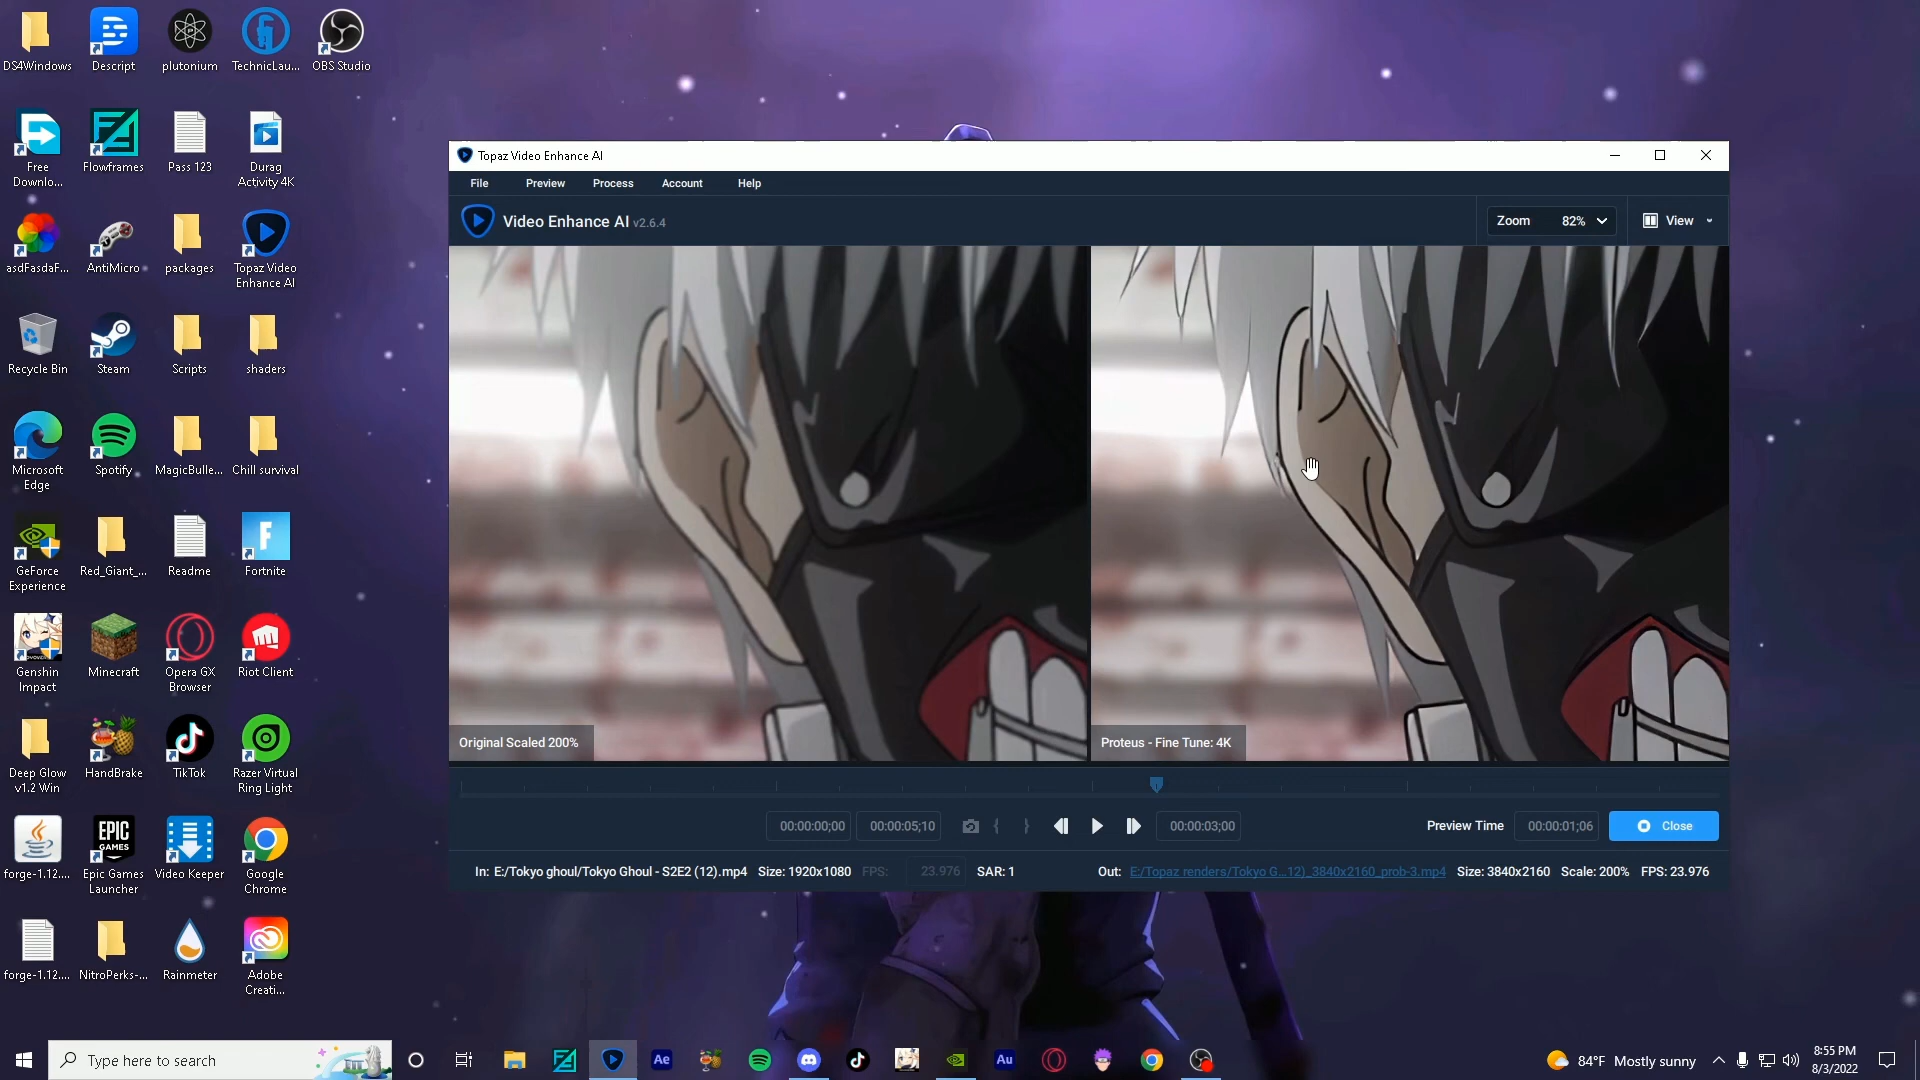 DS4Windows
Descript
plutonium
TechnicLau...
OBS Studio
Free
Downlo...
Flowframes
Pass 123
Durag
Activity 4K
asdFasdaF...
AntiMicro
packages
Topaz Video
Enhance AI
Recycle Bin
Steam
Scripts
shaders
Microsoft
Edge
Spotify
MagicBulle...
Chill survival
GeForce
Experience
Red_Giant_...
Readme
Fortnite
Genshin
Impact
Minecraft
Opera GX
Browser
Riot Client
Deep Glow
v1.2 Win
HandBrake
TikTok
Razer Virtual
Ring Light
forge-1.12....
EPIC
GAMES
Epic Games
Launcher
Video Keeper
Google
Chrome
forge-1.12....
NitroPerks-...
Rainmeter
Adobe
Creati...
Topaz Video Enhance AI
File Preview Process Account Help
Video Enhance AI v2.6.4
Zoom 82% View
Original Scaled 200%
Proteus - Fine Tune: 4K
00:00:00;00 00:00:05;10 { } 00:00:03;00
Preview Time 00:00:01;06 Close
In: E:/Tokyo ghoul/Tokyo Ghoul - S2E2 (12).mp4 Size: 1920x1080 FPS: 23.976 SAR: 1
Out: E:/Topaz renders/Tokyo G...12)_3840x2160_prob-3.mp4 Size: 3840x2160 Scale: 200% FPS: 23.976
Type here to search
Ae
Au
84°F Mostly sunny
8:55 PM
8/3/2022